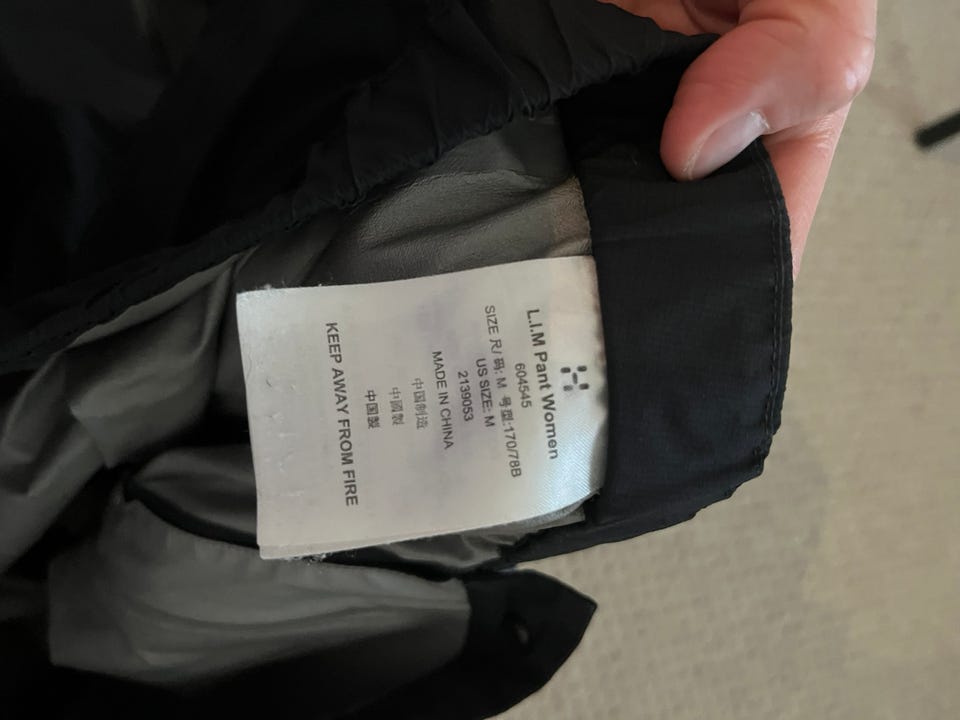 L.I.M Pant Women
604545
SIZE 尺/ 码: M 号型:170/78B
US SIZE: M
2139053
MADE IN CHINA
中国制造
中國製
中国製
KEEP AWAY FROM FIRE